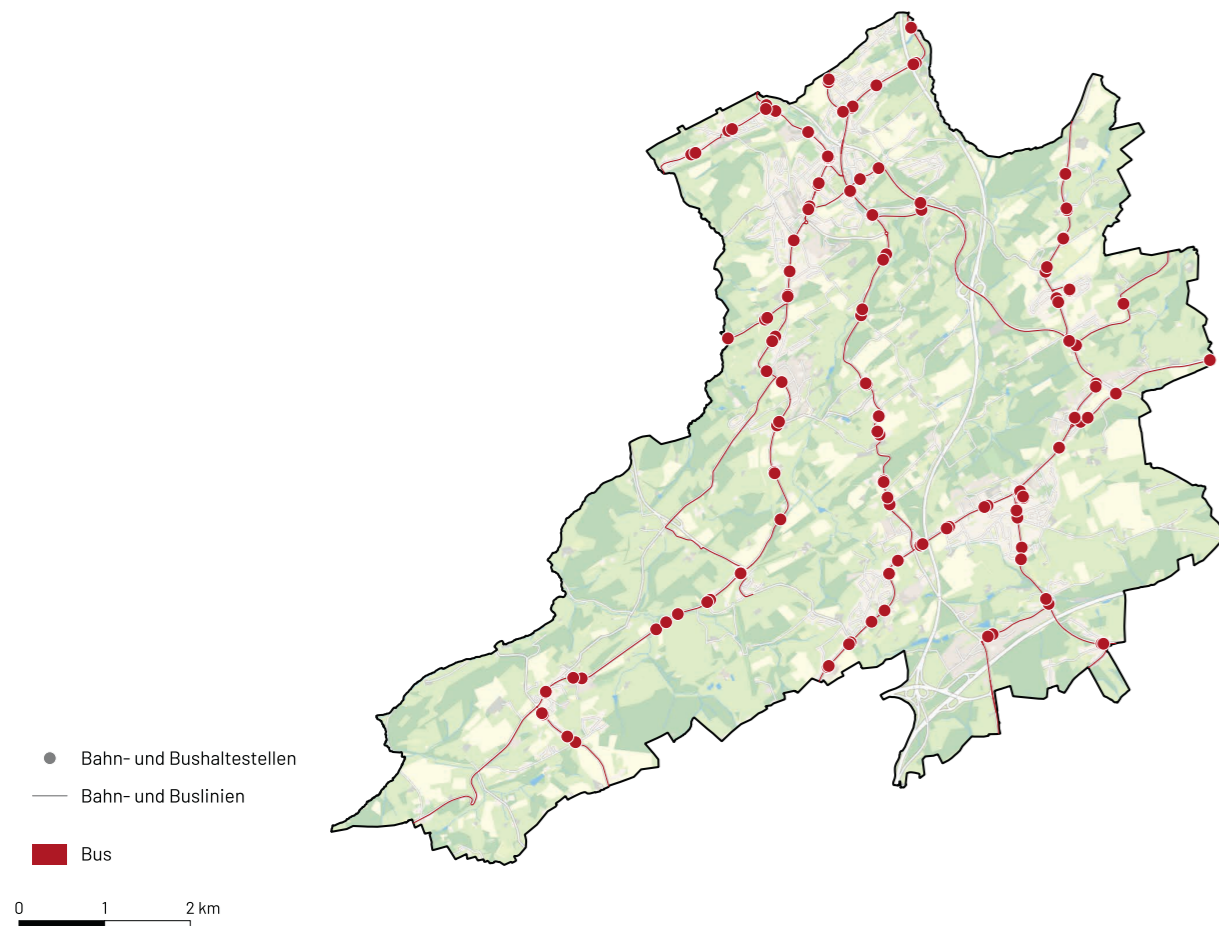 Bahn- und Bushaltestellen
Bahn- und Buslinien
Bus
0 1 2 km